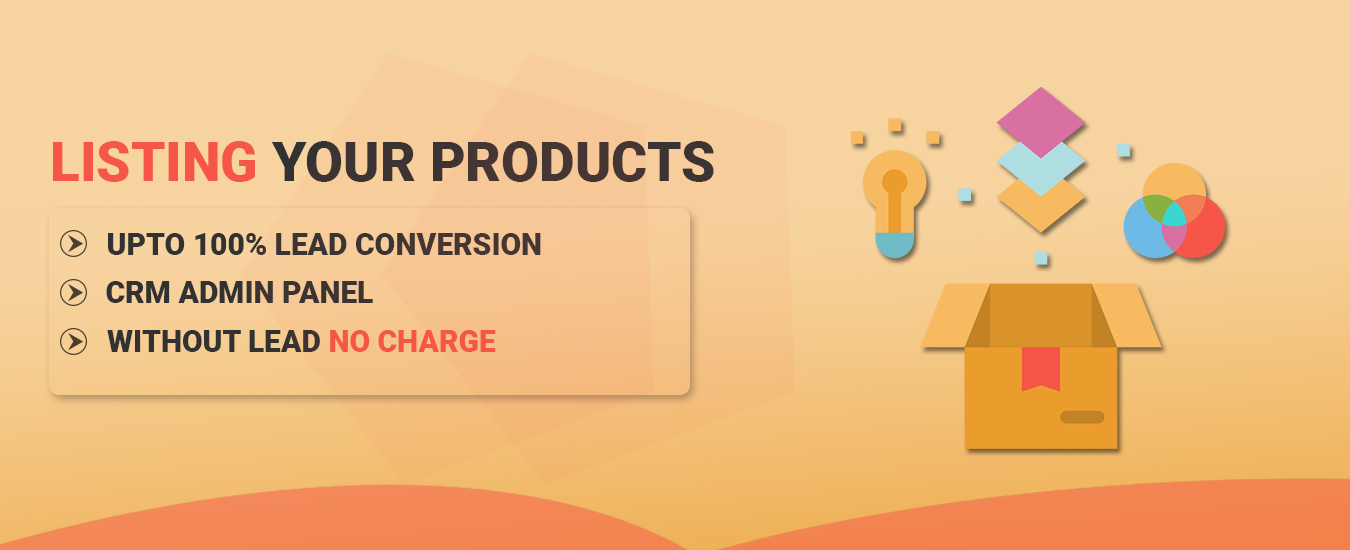 LISTING YOUR PRODUCTS
UPTO 100% LEAD CONVERSION
CRM ADMIN PANEL
WITHOUT LEAD NO CHARGE